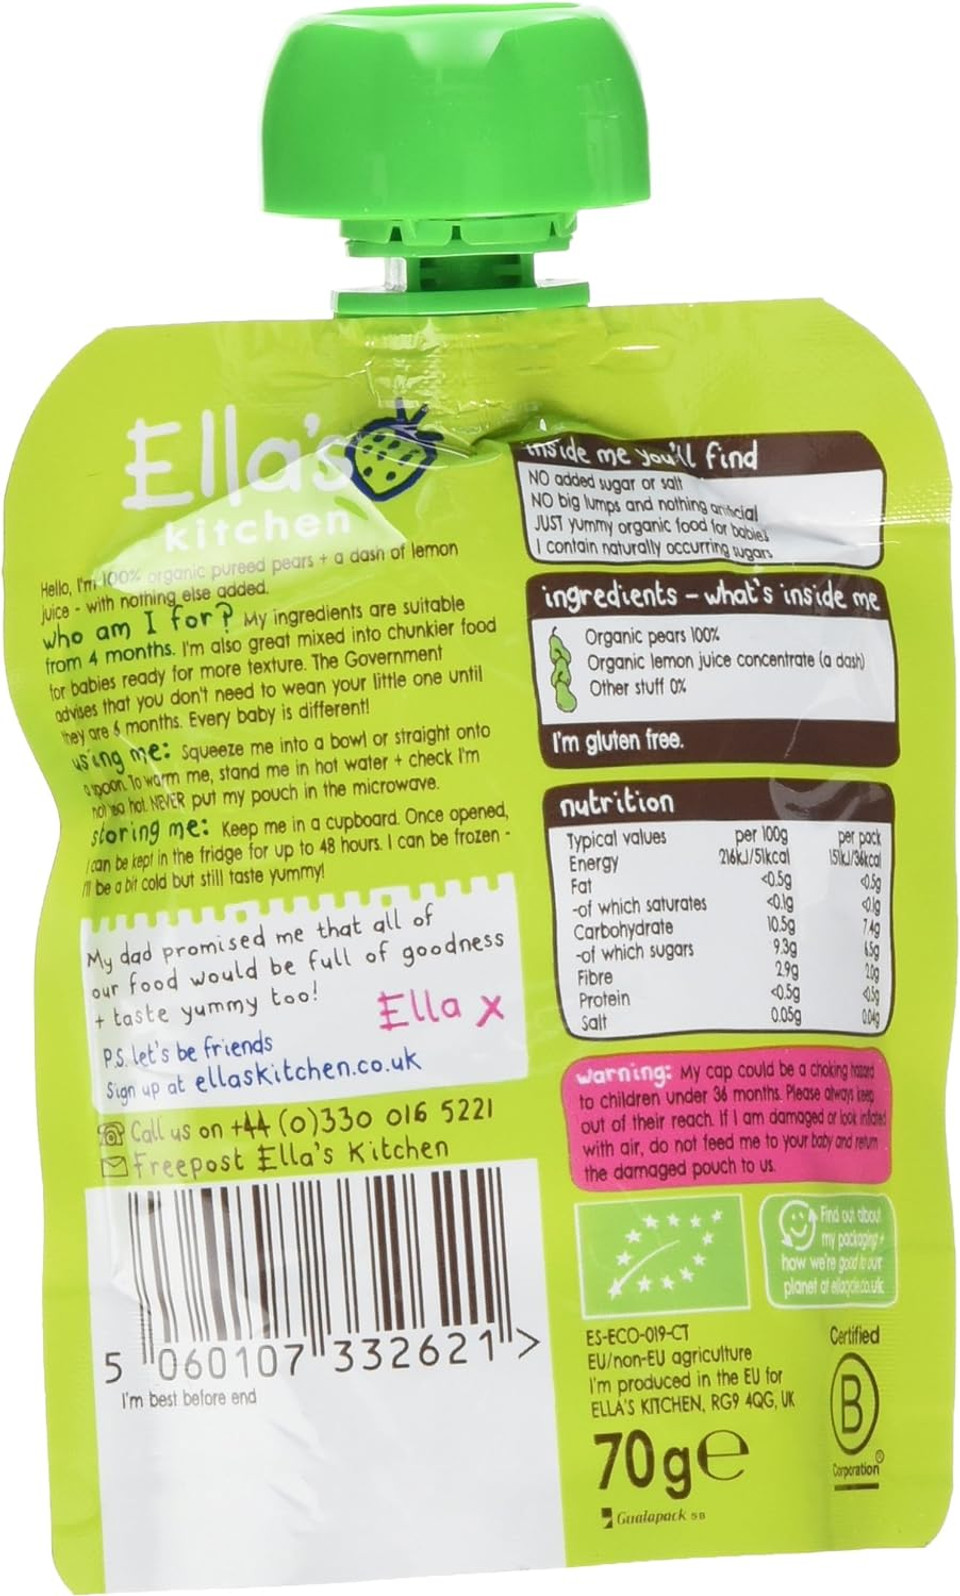 Ella's
kitchen
Hello, I'm 100% organic pureed pears + a dash of lemon
juice - with nothing else added.
who am I for? My ingredients are suitable
from 4 months. I'm also great mixed into chunkier food
for babies ready for more texture. The Government
advises that you don't need to wean your little one until
they are 6 months. Every baby is different!
using me: Squeeze me into a bowl or straight onto
a spoon. To warm me, stand me in hot water + check I'm
not too hot. NEVER put my pouch in the microwave.
storing me: Keep me in a cupboard. Once opened,
I can be kept in the fridge for up to 48 hours. I can be frozen -
I'll be a bit cold but still taste yummy!
My dad promised me that all of
our food would be full of goodness
+ taste yummy too!
Ella x
P.S. let's be friends
Sign up at ellaskitchen.co.uk
Call us on +44 (0)330 016 5221
Freepost Ella's Kitchen
5 060107 332621 >
I'm best before end
inside me you'll find
NO added sugar or salt
NO big lumps and nothing artificial
JUST yummy organic food for babies
I contain naturally occurring sugars
ingredients - what's inside me
Organic pears 100%
Organic lemon juice concentrate (a dash)
Other stuff 0%
I'm gluten free.
nutrition
Typical values per 100g per pack
Energy 216kJ/51kcal 151kJ/36kcal
Fat <0.5g <0.5g
-of which saturates <0.1g <0.1g
Carbohydrate 10.5g 7.4g
-of which sugars 9.3g 6.5g
Fibre 2.9g 2.0g
Protein <0.5g <0.5g
Salt 0.05g 0.04g
warning: My cap could be a choking hazard
to children under 36 months. Please always keep
out of their reach. If I am damaged or look inflated
with air, do not feed me to your baby and return
the damaged pouch to us.
Find out about
my packaging +
how we're good to our
planet at ellacycle.co.uk
ES-ECO-019-CT
EU/non-EU agriculture
I'm produced in the EU for
ELLA'S KITCHEN, RG9 4QG, UK
70g℮
Gualapack 5B
Certified
B
Corporation®